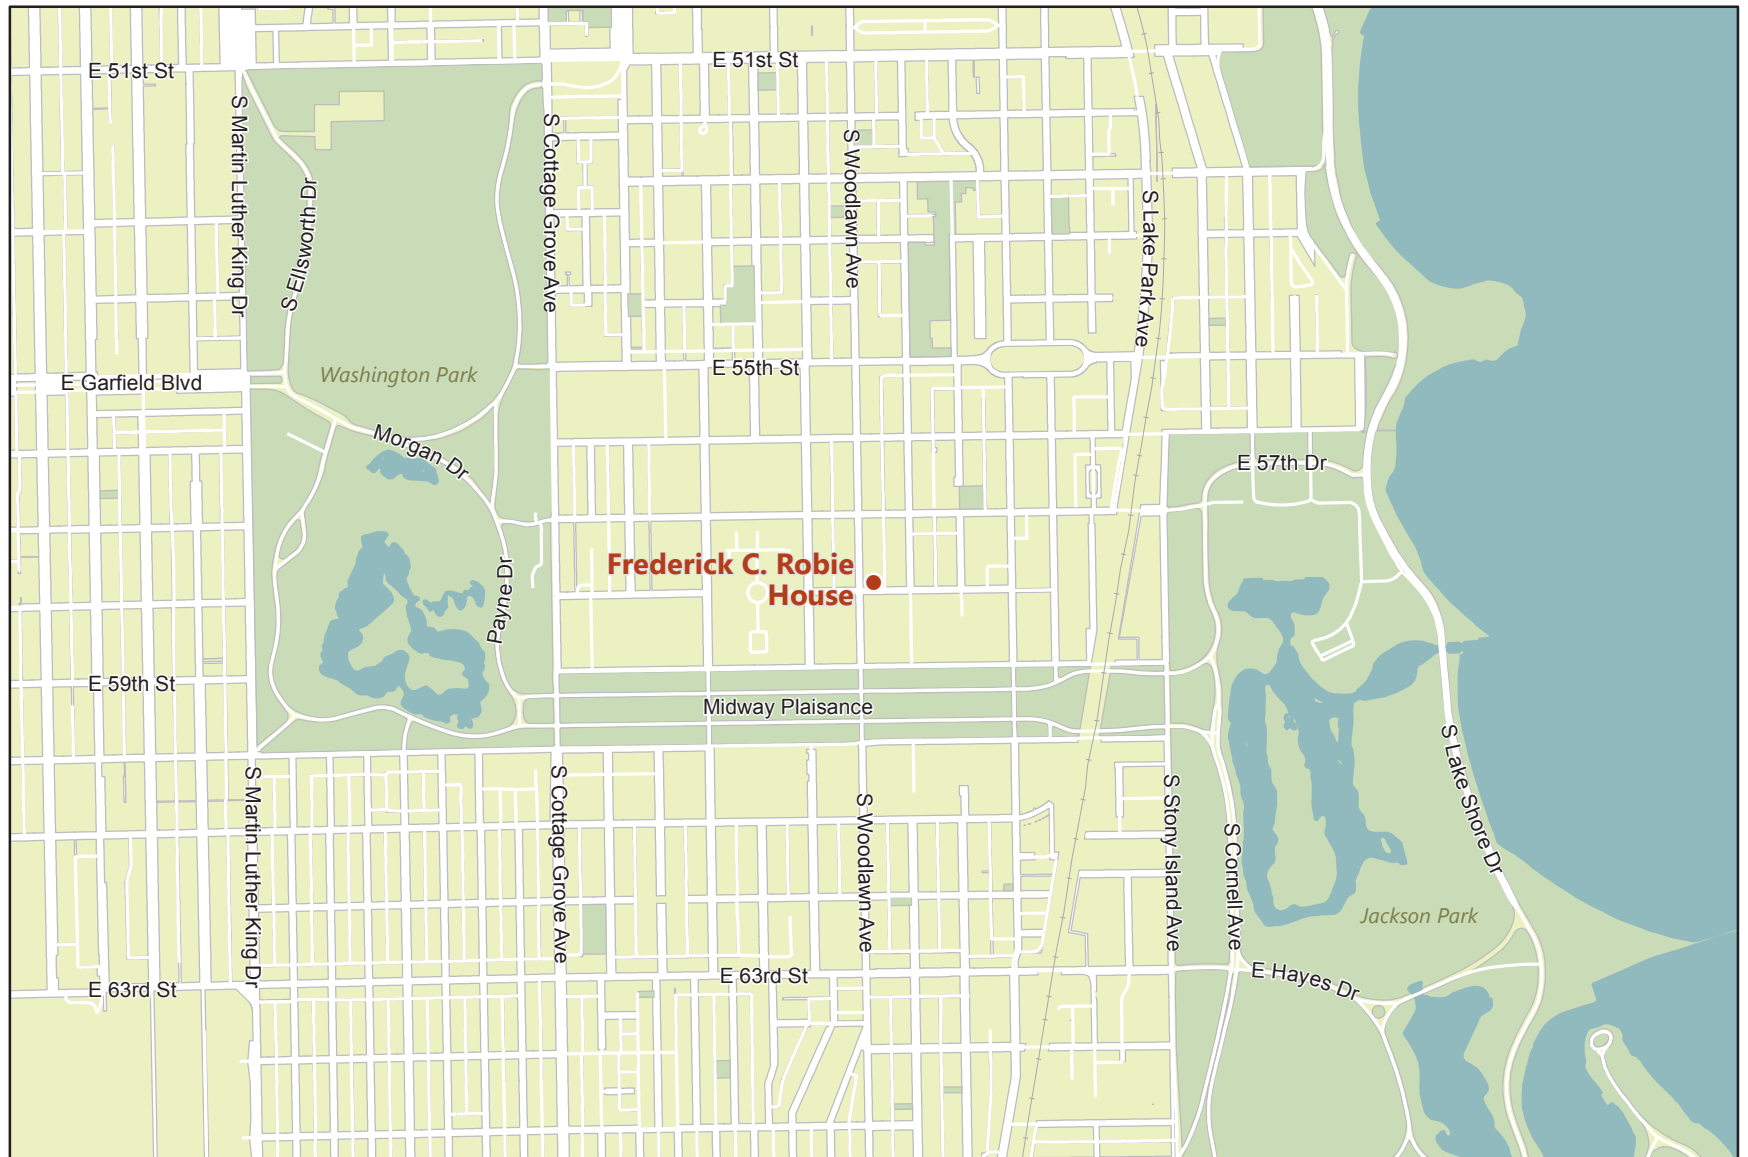 E 51st St
E 51st St
S Martin Luther King Dr
S Cottage Grove Ave
S Woodlawn Ave
S Ellsworth Dr
S Lake Park Ave
Washington Park
E Garfield Blvd
E 55th St
Morgan Dr
E 57th Dr
Frederick C. Robie
House
Payne Dr
E 59th St
Midway Plaisance
S Lake Shore Dr
S Martin Luther King Dr
S Cottage Grove Ave
S Woodlawn Ave
S Stony Island Ave
S Cornell Ave
Jackson Park
E 63rd St
E 63rd St
E Hayes Dr